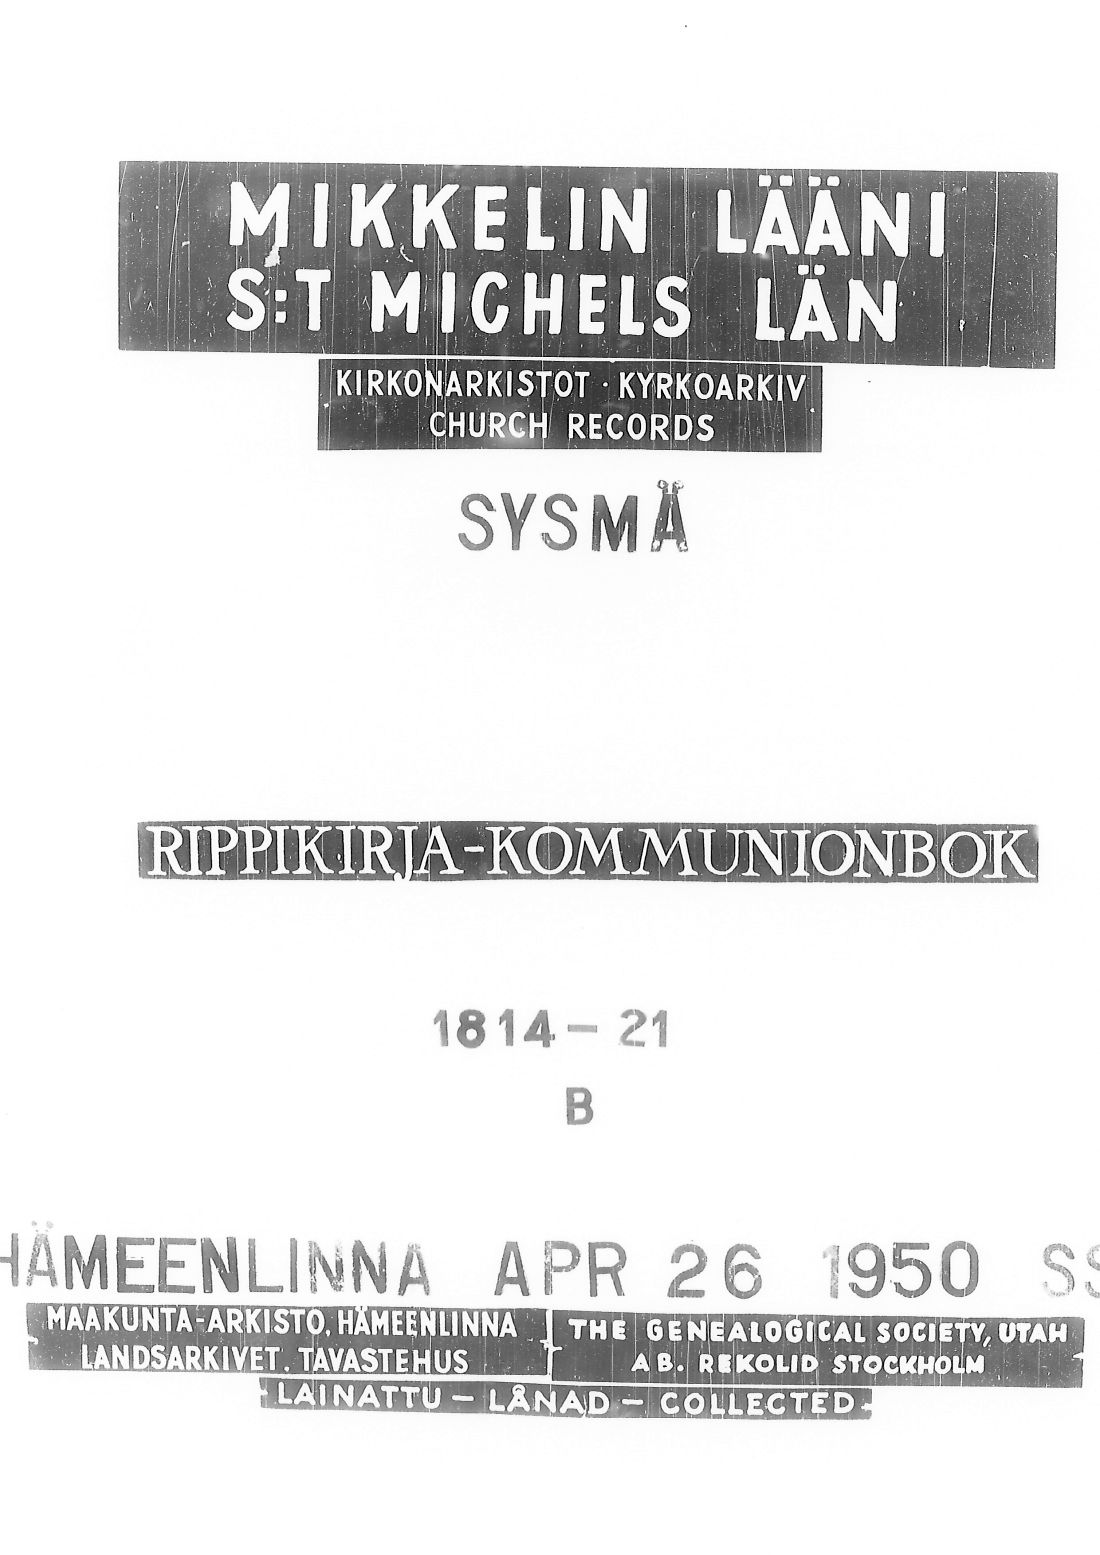 MIKKELIN LÄÄNI
S:T MICHELS LÄN
KIRKONARKISTOT · KYRKOARKIV
CHURCH RECORDS
SYSMÄ
RIPPIKIRJA-KOMMUNIONBOK
1814-21
B
HÄMEENLINNA APR 26 1950 SS
MAAKUNTA-ARKISTO, HÄMEENLINNA
LANDSARKIVET. TAVASTEHUS
THE GENEALOGICAL SOCIETY, UTAH
AB. REKOLID STOCKHOLM
LAINATTU - LÅNAD - COLLECTED